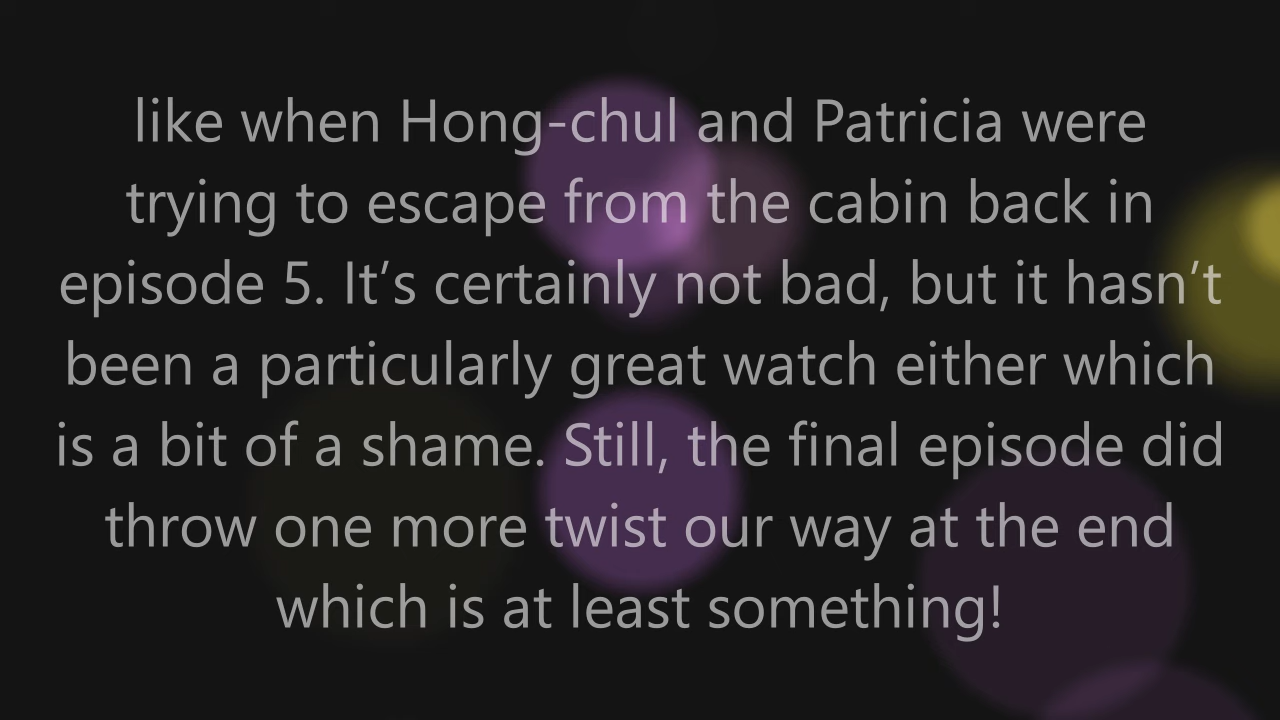 like when Hong-chul and Patricia were
trying to escape from the cabin back in
episode 5. It’s certainly not bad, but it hasn’t
been a particularly great watch either which
is a bit of a shame. Still, the final episode did
throw one more twist our way at the end
which is at least something!